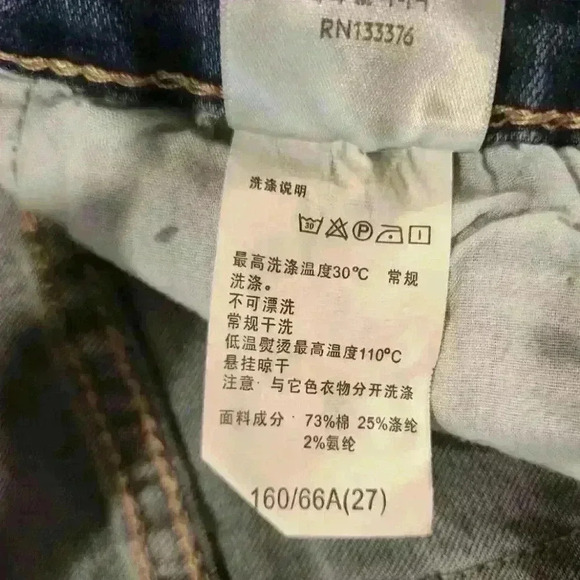 RN133376
洗涤说明
30 P
最高洗涤温度30℃ 常规
洗涤。
不可漂洗
常规干洗
低温熨烫最高温度110℃
悬挂晾干
注意· 与它色衣物分开洗涤
面料成分· 73%棉 25%涤纶
2%氨纶
160/66A(27)